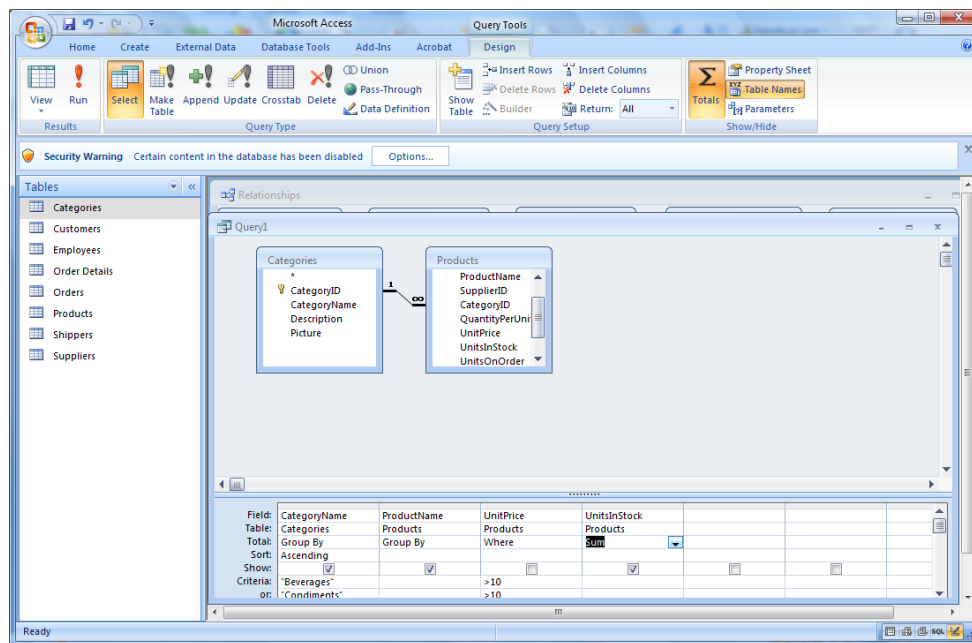 Microsoft Access
Query Tools
Home Create External Data Database Tools Add-Ins Acrobat Design
View
Run
Results
Select
Make Table
Append
Update
Crosstab
Delete
Union
Pass-Through
Data Definition
Query Type
Show Table
Insert Rows
Delete Rows
Builder
Insert Columns
Delete Columns
Return: All
Query Setup
Totals
Property Sheet
XYZ Table Names
[?] Parameters
Show/Hide
Security Warning Certain content in the database has been disabled Options...
Tables
Categories
Customers
Employees
Order Details
Orders
Products
Shippers
Suppliers
Relationships
Query1
Categories
*
CategoryID
CategoryName
Description
Picture
1
∞
Products
ProductName
SupplierID
CategoryID
QuantityPerUni
UnitPrice
UnitsInStock
UnitsOnOrder
Field: CategoryName ProductName UnitPrice UnitsInStock
Table: Categories Products Products Products
Total: Group By Group By Where Sum
Sort: Ascending
Show:
Criteria: "Beverages" >10
or: "Condiments" >10
Ready
SQL